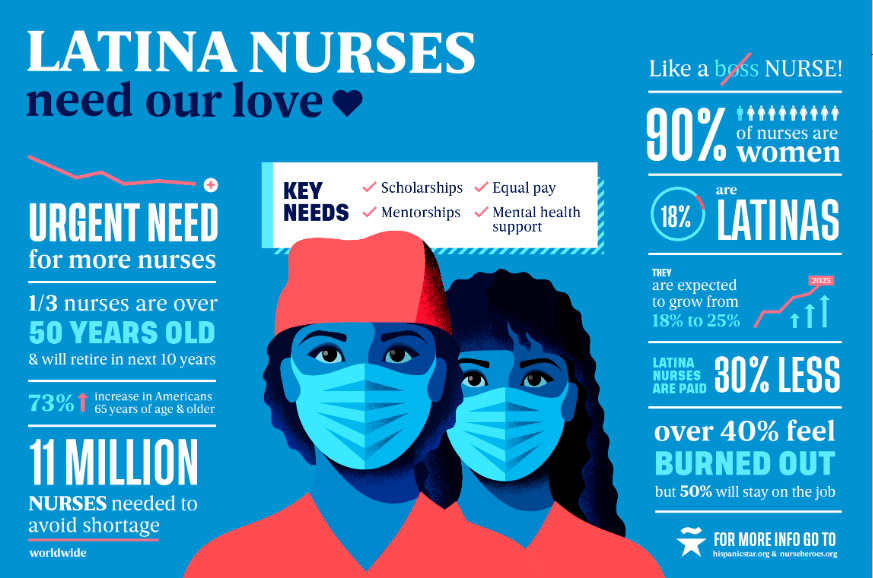 LATINA NURSES
need our love
URGENT NEED
for more nurses
1/3 nurses are over
50 YEARS OLD
& will retire in next 10 years
73%
increase in Americans
65 years of age & older
11 MILLION
NURSES needed to
avoid shortage
worldwide
KEY
NEEDS
Scholarships
Equal pay
Mentorships
Mental health
support
Like a boss NURSE!
90%
of nurses are
women
18%
are
LATINAS
THEY
are expected
to grow from
18% to 25%
2025
LATINA
NURSES
ARE PAID
30% LESS
over 40% feel
BURNED OUT
but 50% will stay on the job
FOR MORE INFO GO TO
hispanicstar.org & nurseheroes.org